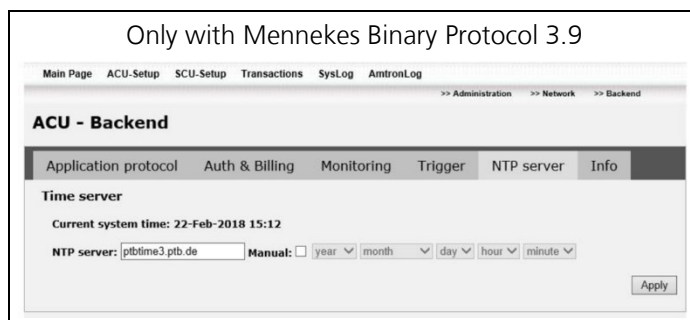 Only with Mennekes Binary Protocol 3.9
Main Page ACU-Setup SCU-Setup Transactions SysLog AmtronLog
>> Administration >> Network >> Backend
ACU - Backend
Application protocol Auth & Billing Monitoring Trigger NTP server Info
Time server
Current system time: 22-Feb-2018 15:12
NTP server: ptbtime3.ptb.de Manual: year month day hour minute
Apply